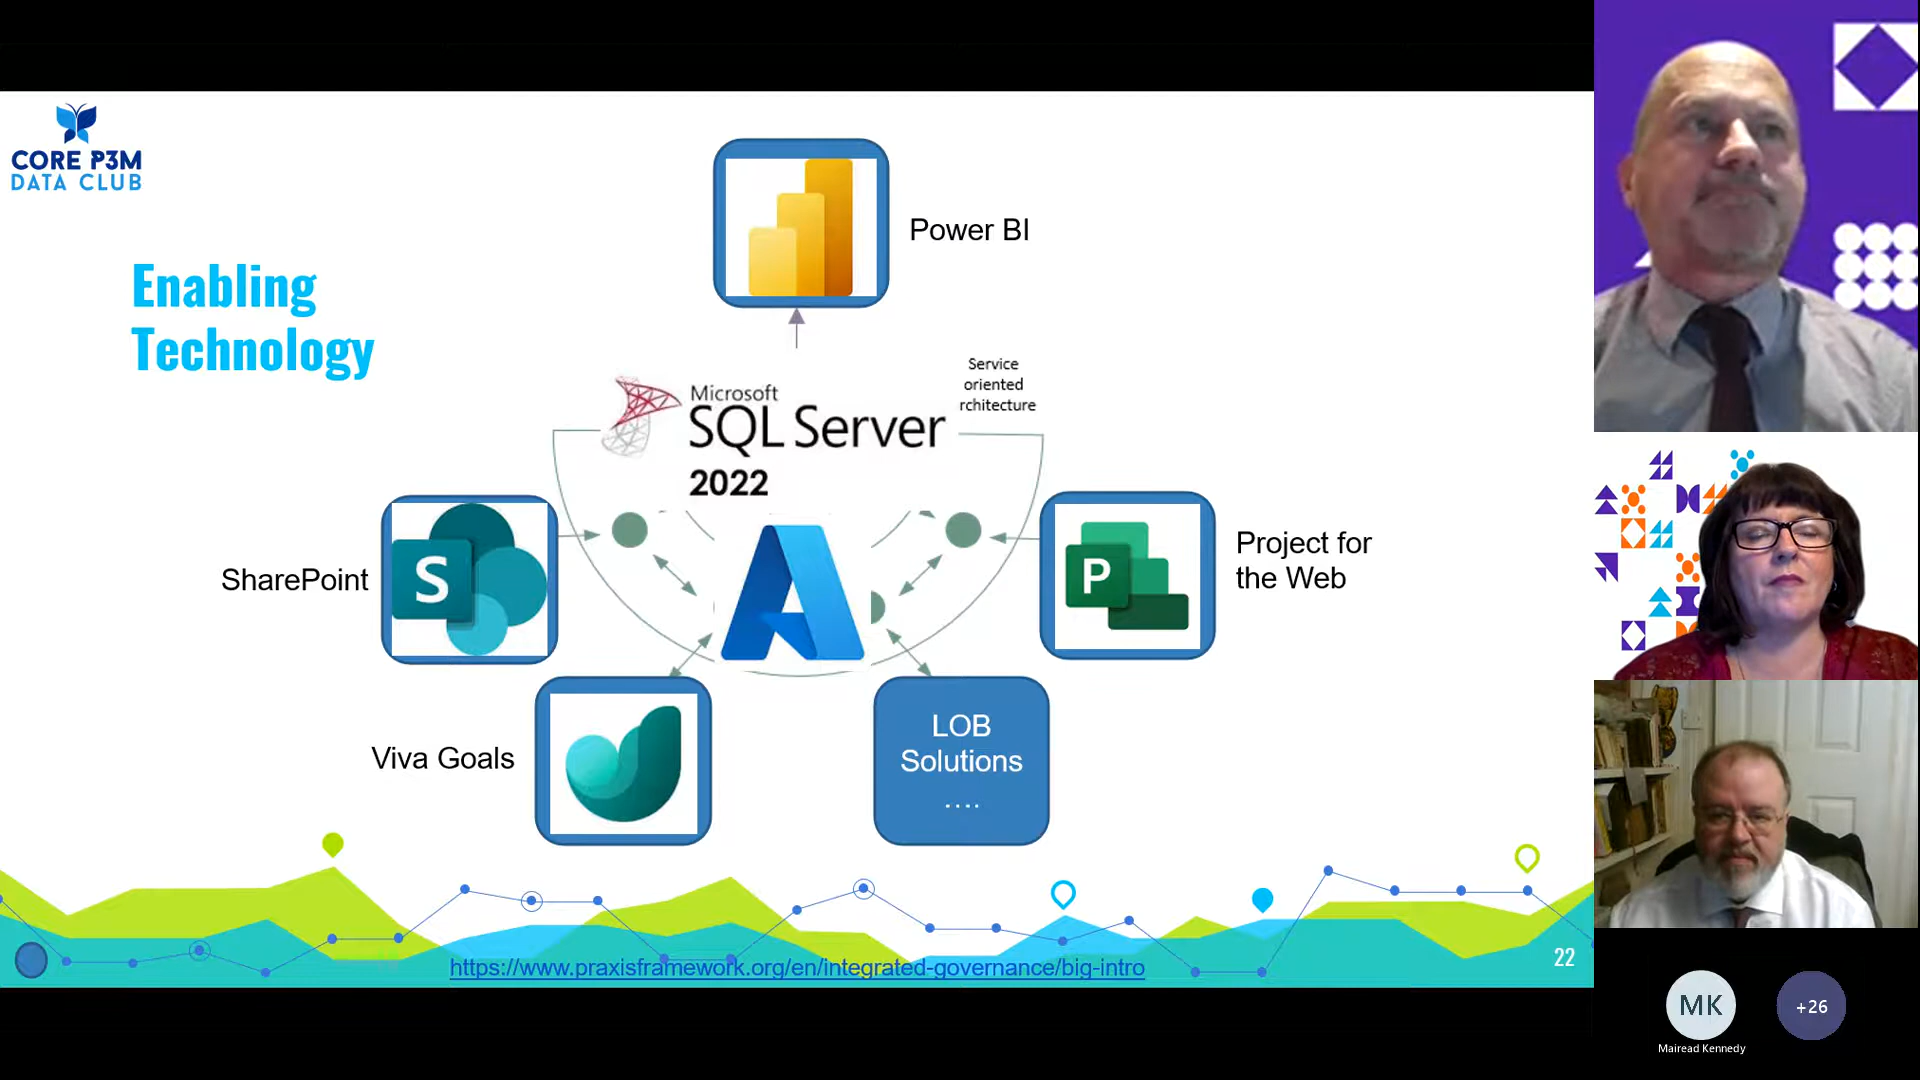 CORE P3M
DATA CLUB
Enabling
Technology
Power BI
Service
oriented
rchitecture
Microsoft
SQL Server
2022
SharePoint
S
P
Project for
the Web
Viva Goals
LOB
Solutions
....
https://www.praxisframework.org/en/integrated-governance/big-intro
22
MK
+26
Mairead Kennedy